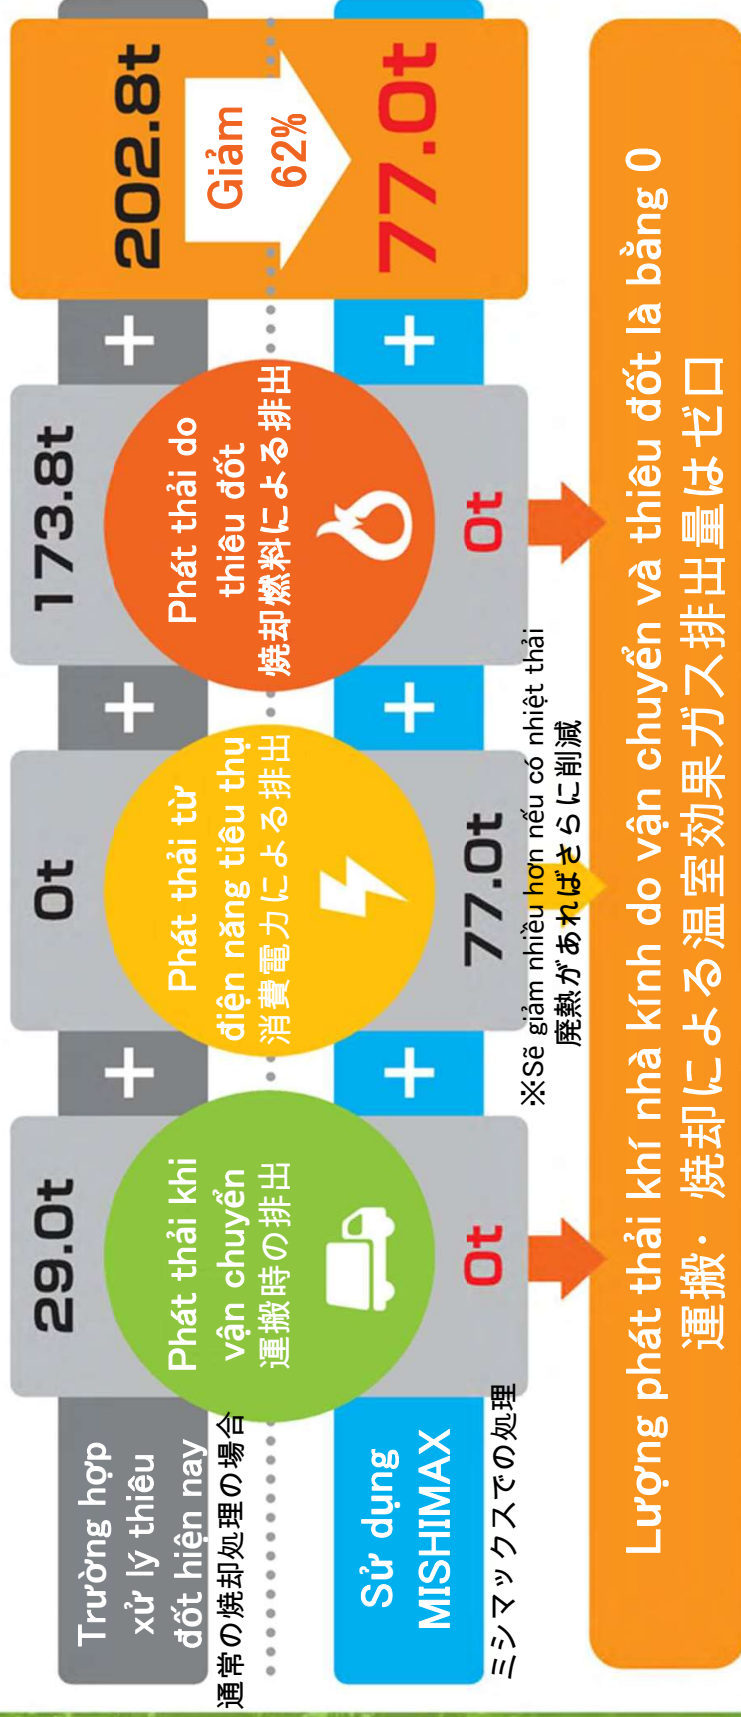 Trường hợp
xử lý thiêu
đốt hiện nay
通常の焼却処理の場合
29.0t
+
0t
+
173.8t
+
202.8t
Phát thải khi
vận chuyển
運搬時の排出
Phát thải từ
điện năng tiêu thụ
消費電力による排出
Phát thải do
thiêu đốt
焼却燃料による排出
Giảm
62%
Sử dụng
MISHIMAX
ミシマックスでの処理
0t
+
77.0t
+
0t
+
77.0t
※Sẽ giảm nhiều hơn nếu có nhiệt thải
廃熱があればさらに削減
Lượng phát thải khí nhà kính do vận chuyển và thiêu đốt là bằng 0
運搬・焼却による温室効果ガス排出量はゼロ